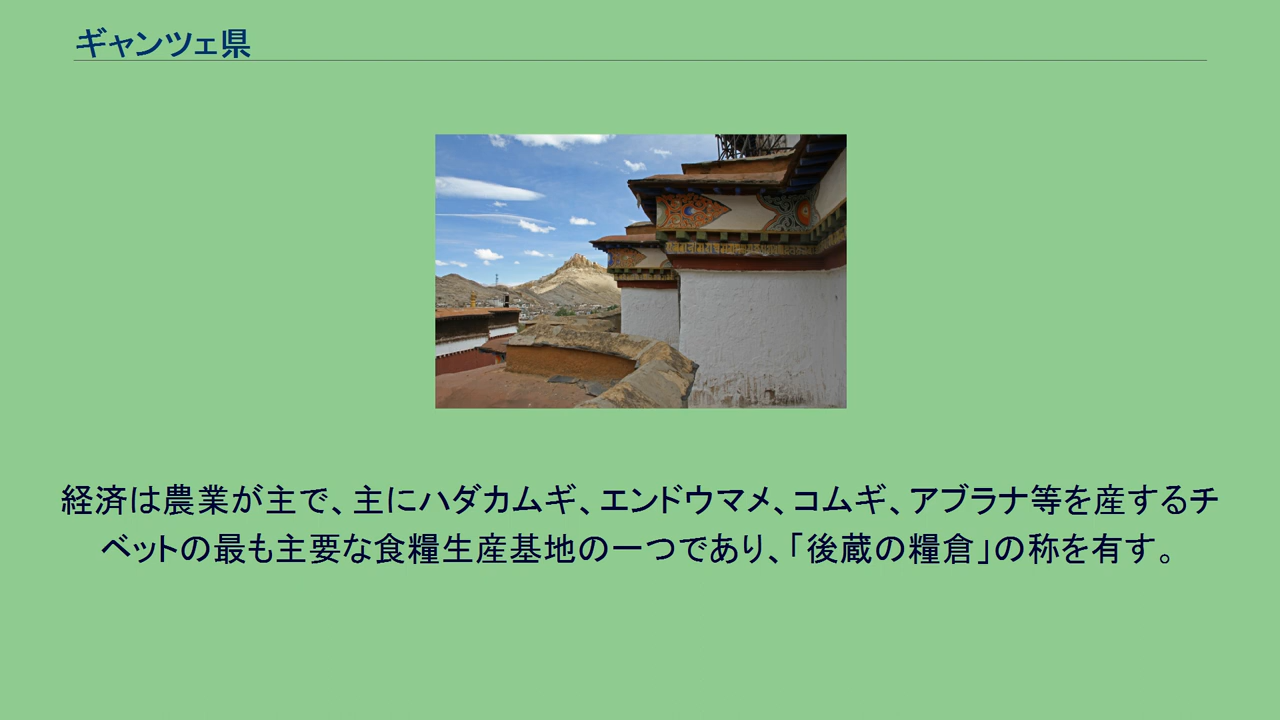 ギャンツェ県
経済は農業が主で、主にハダカムギ、エンドウマメ、コムギ、アブラナ等を産するチ
ベットの最も主要な食糧生産基地の一つであり、「後蔵の糧倉」の称を有す。